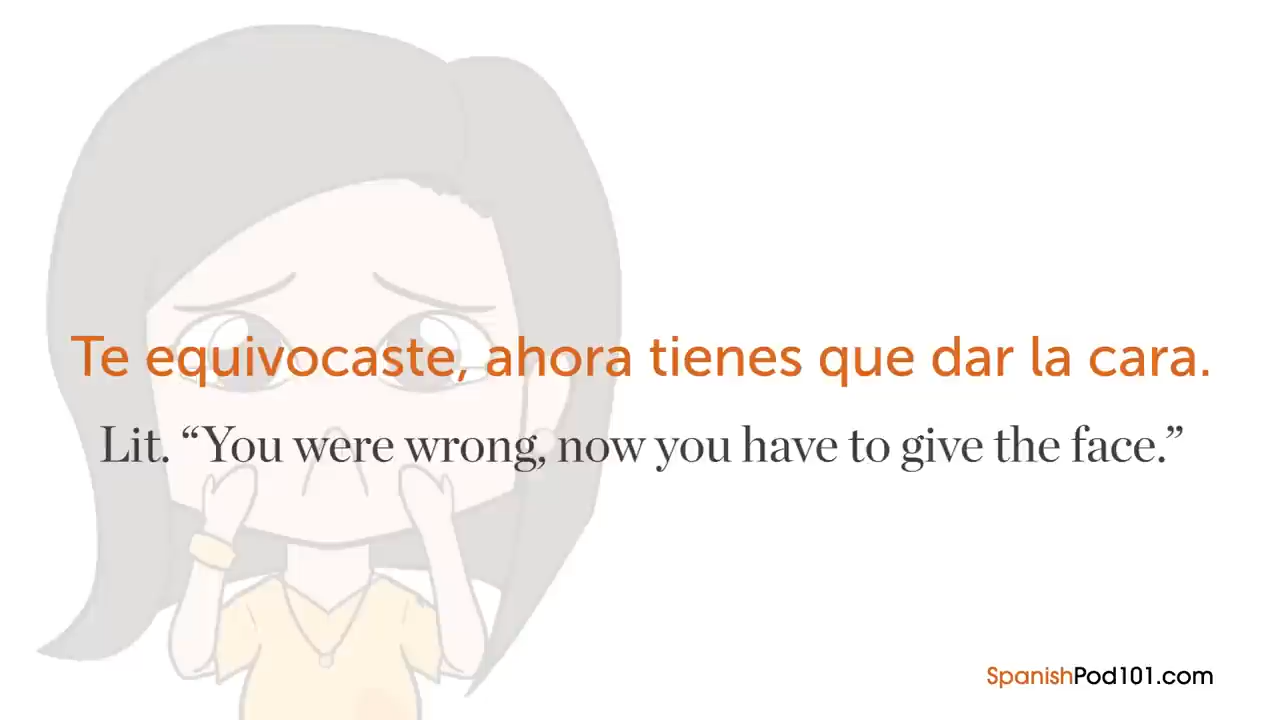 Te equivocaste, ahora tienes que dar la cara.
Lit. “You were wrong, now you have to give the face.”
SpanishPod101.com